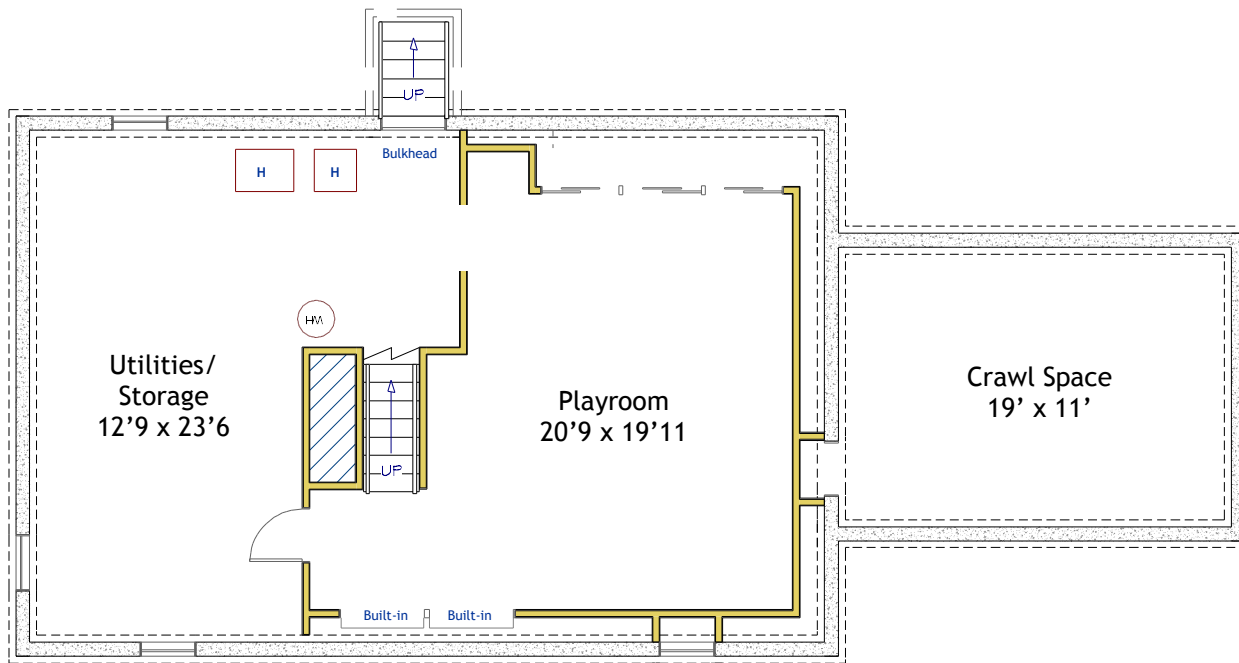 UP
Bulkhead
H
H
HW
Utilities/
Storage
12’9 x 23’6
UP
Playroom
20’9 x 19’11
Crawl Space
19’ x 11’
Built-in
Built-in